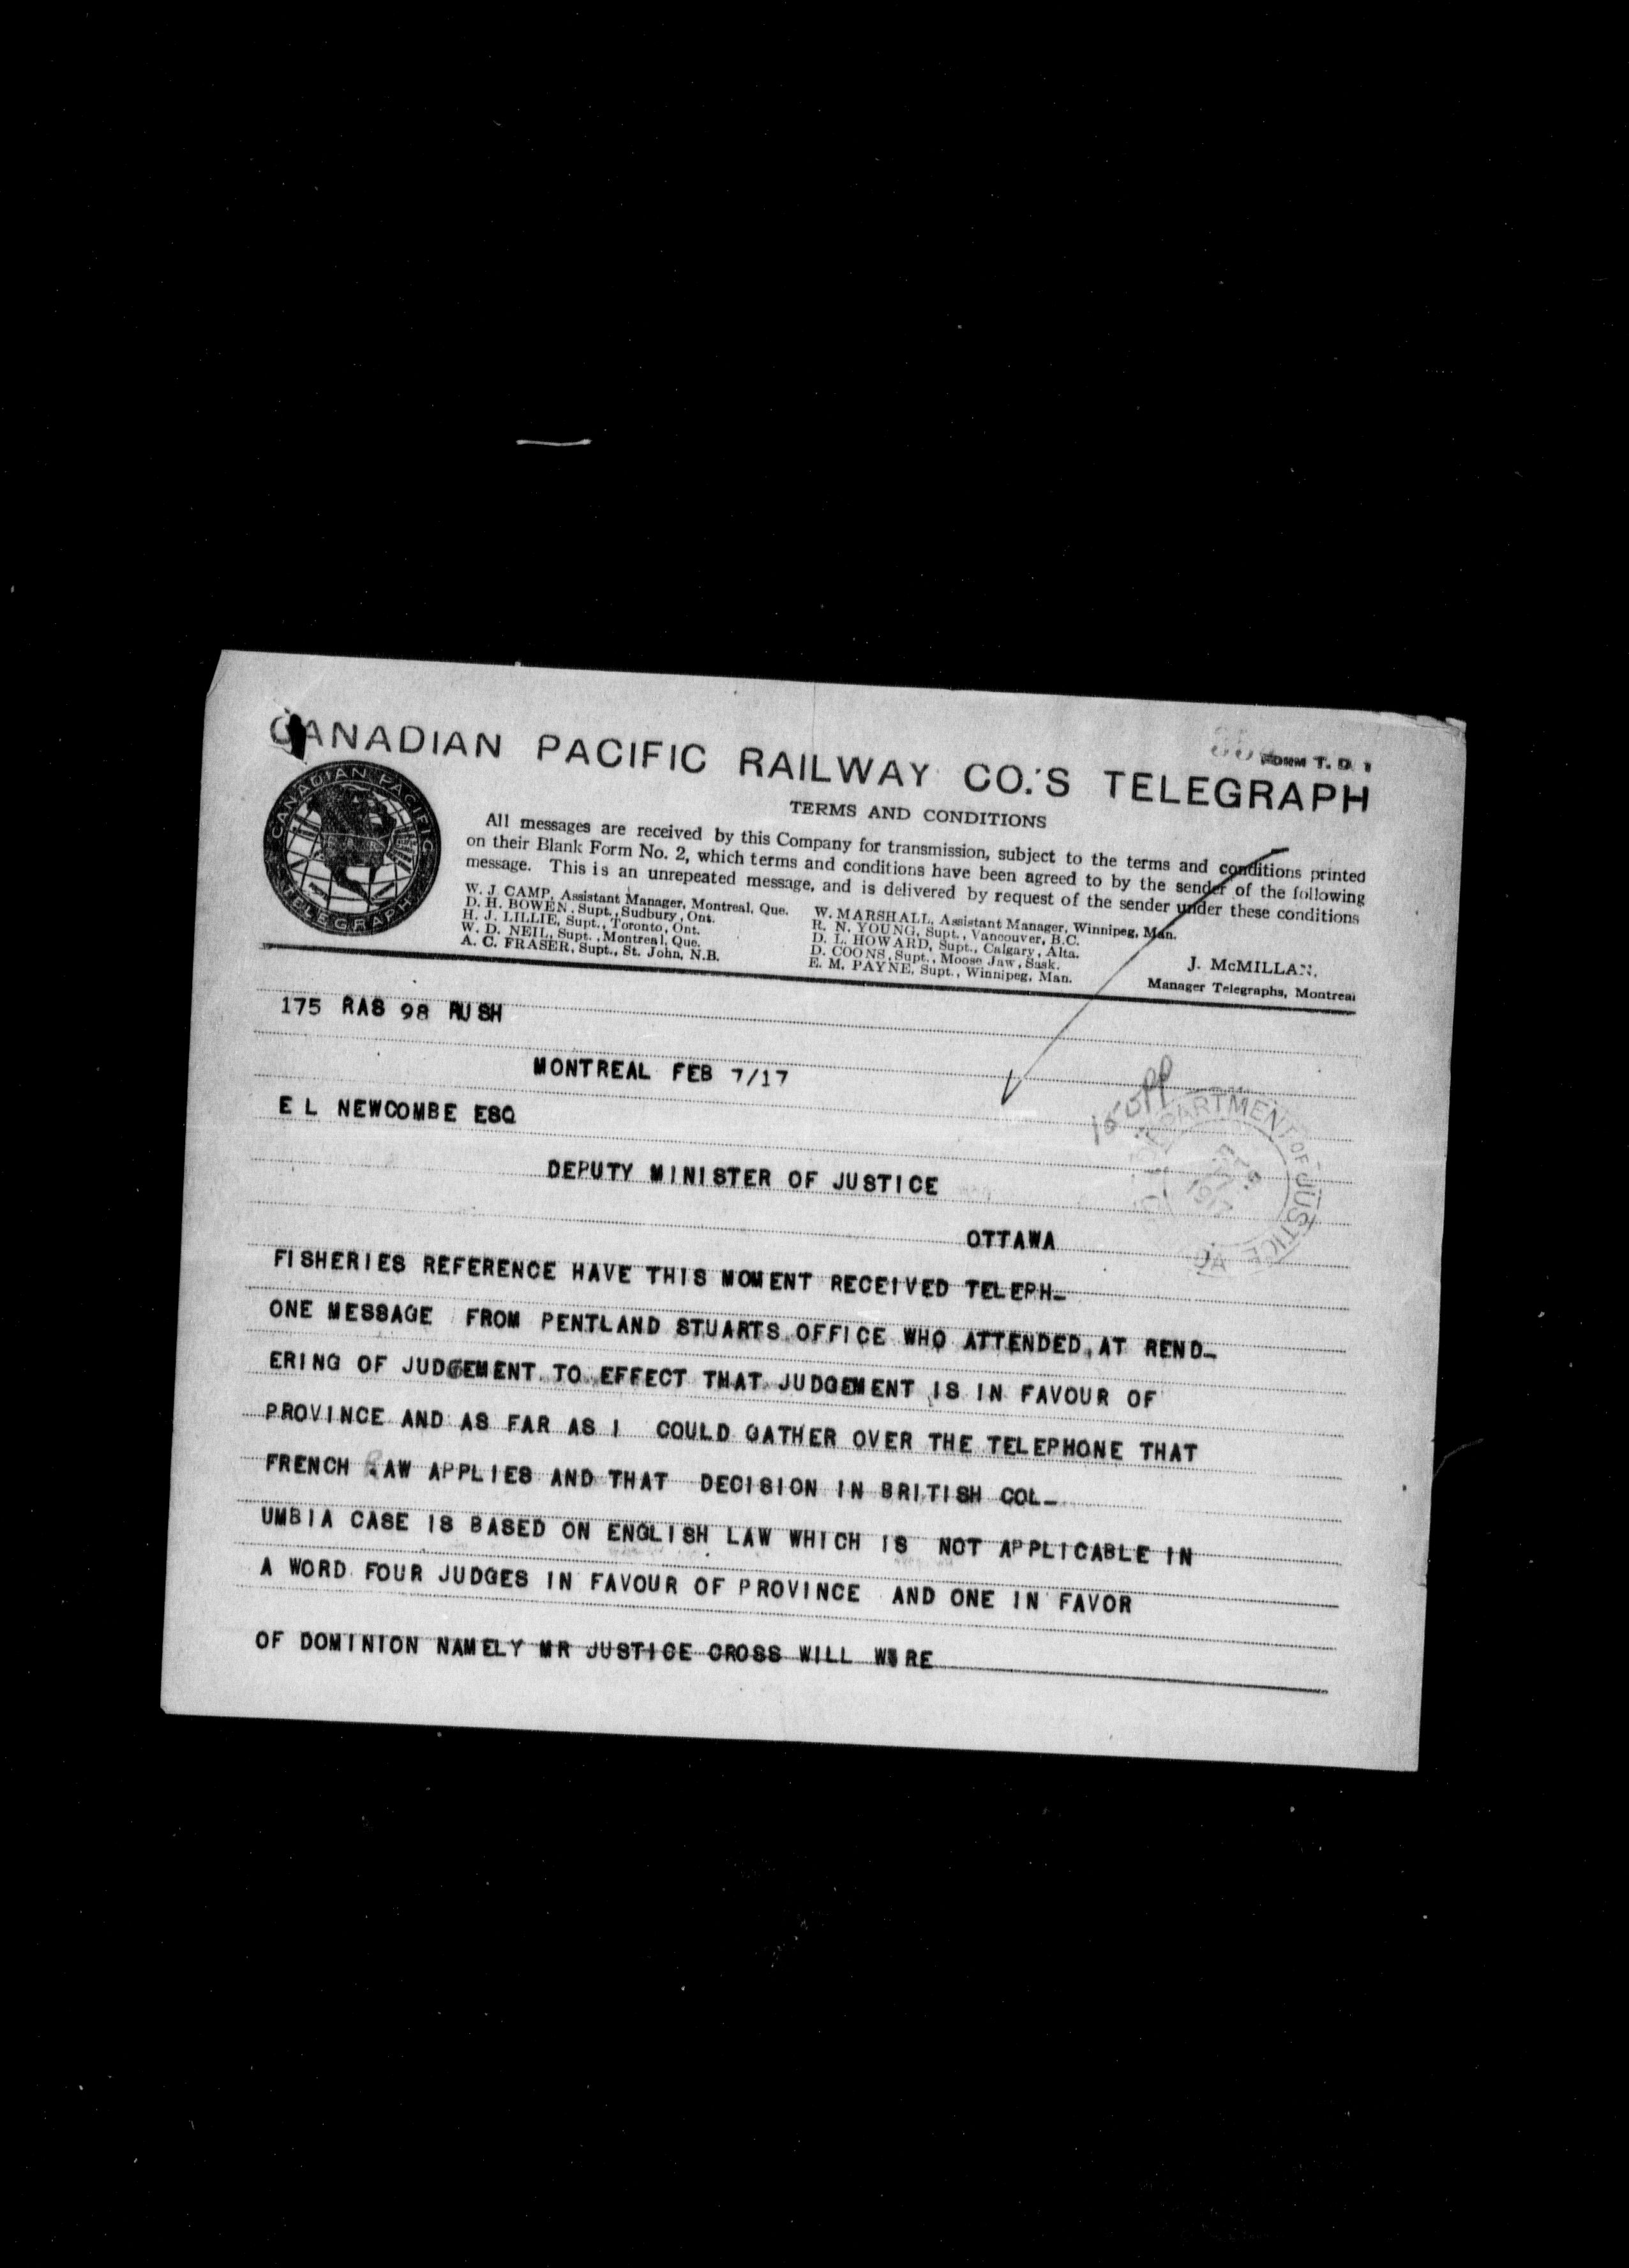 CANADIAN PACIFIC RAILWAY CO.'S TELEGRAPH
FORM T. D. 1
TERMS AND CONDITIONS
All messages are received by this Company for transmission, subject to the terms and conditions printed
on their Blank Form No. 2, which terms and conditions have been agreed to by the sender of the following
message. This is an unrepeated message, and is delivered by request of the sender under these conditions
CANADIAN PACIFIC
TELEGRAPH
W. J. CAMP, Assistant Manager, Montreal, Que.
D. H. BOWEN, Supt., Sudbury, Ont.
H. J. LILLIE, Supt., Toronto, Ont.
W. D. NEIL, Supt., Montreal, Que.
A. C. FRASER, Supt., St. John, N.B.
W. MARSHALL, Assistant Manager, Winnipeg, Man.
R. N. YOUNG, Supt., Vancouver, B.C.
D. L. HOWARD, Supt., Calgary, Alta.
D. COONS, Supt., Moose Jaw, Sask.
E. M. PAYNE, Supt., Winnipeg, Man.
J. McMILLAN,
Manager Telegraphs, Montreal
175 RAS 98 RUSH
MONTREAL FEB 7/17
E L NEWCOMBE ESQ
DEPARTMENT OF JUSTICE
FEB
1917
DEPUTY MINISTER OF JUSTICE
OTTAWA
FISHERIES REFERENCE HAVE THIS MOMENT RECEIVED TELEPH-
ONE MESSAGE FROM PENTLAND STUARTS OFFICE WHO ATTENDED, AT REND-
ERING OF JUDGEMENT TO EFFECT THAT JUDGEMENT IS IN FAVOUR OF
PROVINCE AND AS FAR AS I COULD GATHER OVER THE TELEPHONE THAT
FRENCH LAW APPLIES AND THAT DECISION IN BRITISH COL-
UMBIA CASE IS BASED ON ENGLISH LAW WHICH IS NOT APPLICABLE IN
A WORD FOUR JUDGES IN FAVOUR OF PROVINCE AND ONE IN FAVOR
OF DOMINION NAMELY MR JUSTICE CROSS WILL WIRE